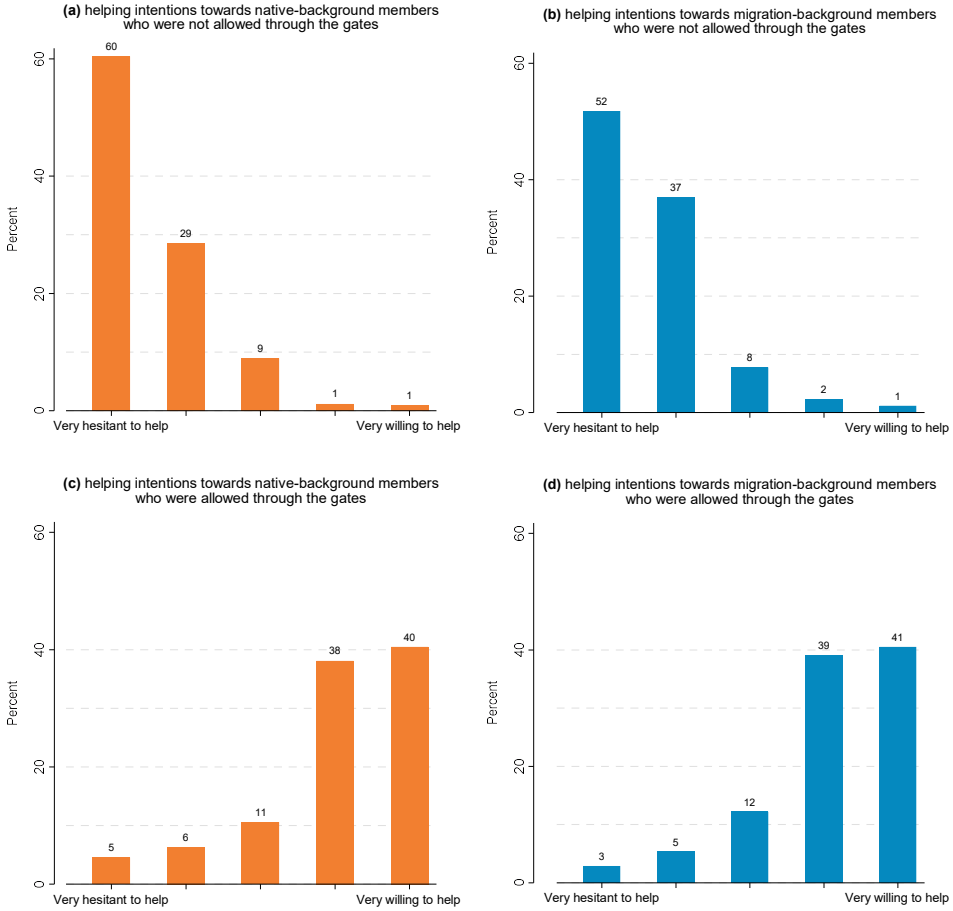 (a) helping intentions towards native-background members
who were not allowed through the gates
60
60
29
40
Percent
9
20
1
1
0
Very hesitant to help
Very willing to help
(b) helping intentions towards migration-background members
who were not allowed through the gates
60
52
37
40
Percent
8
20
2
1
0
Very hesitant to help
Very willing to help
(c) helping intentions towards native-background members
who were allowed through the gates
60
40
38
40
Percent
20
11
6
5
0
Very hesitant to help
Very willing to help
(d) helping intentions towards migration-background members
who were allowed through the gates
60
41
39
40
Percent
20
12
5
3
0
Very hesitant to help
Very willing to help